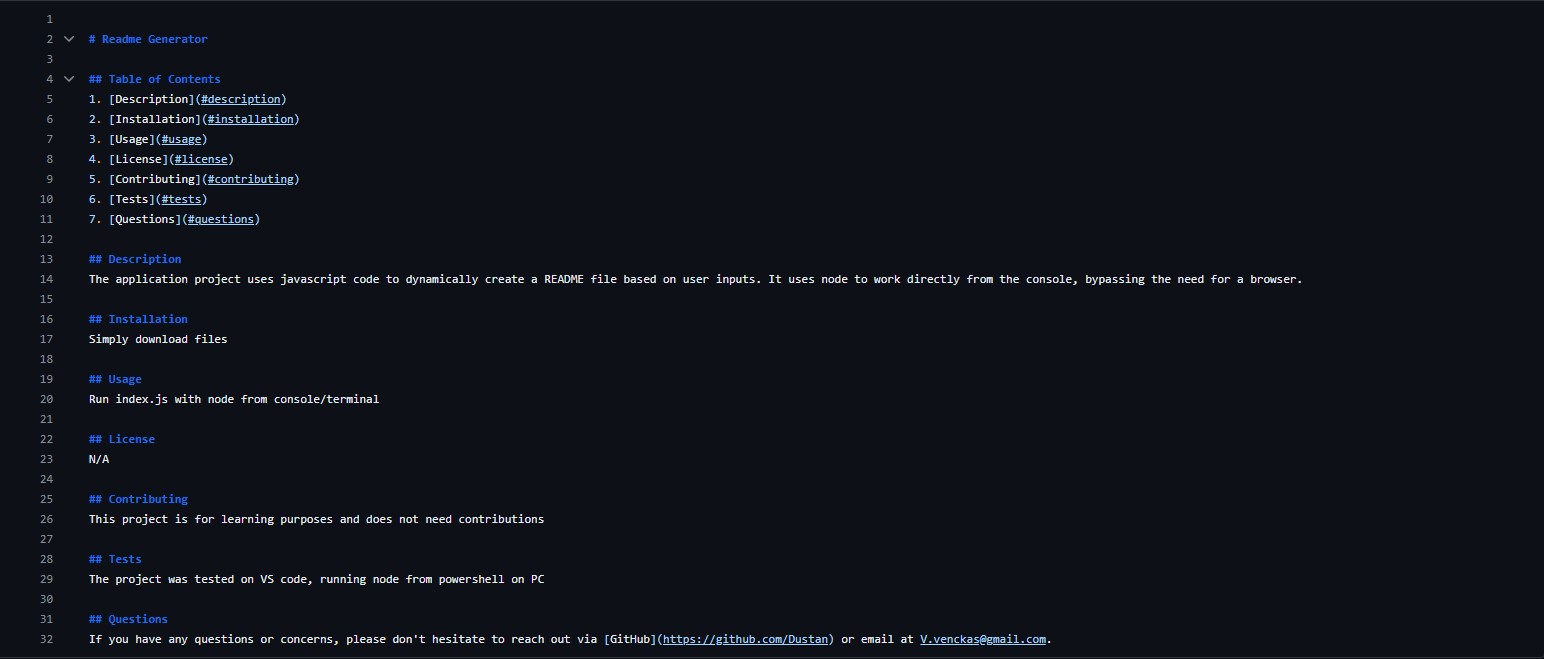 1
2 # Readme Generator
3
4 ## Table of Contents
5 1. [Description](#description)
6 2. [Installation](#installation)
7 3. [Usage](#usage)
8 4. [License](#license)
9 5. [Contributing](#contributing)
10 6. [Tests](#tests)
11 7. [Questions](#questions)
12
13 ## Description
14 The application project uses javascript code to dynamically create a README file based on user inputs. It uses node to work directly from the console, bypassing the need for a browser.
15
16 ## Installation
17 Simply download files
18
19 ## Usage
20 Run index.js with node from console/terminal
21
22 ## License
23 N/A
24
25 ## Contributing
26 This project is for learning purposes and does not need contributions
27
28 ## Tests
29 The project was tested on VS code, running node from powershell on PC
30
31 ## Questions
32 If you have any questions or concerns, please don't hesitate to reach out via [GitHub](https://github.com/Dustan) or email at V.venckas@gmail.com.